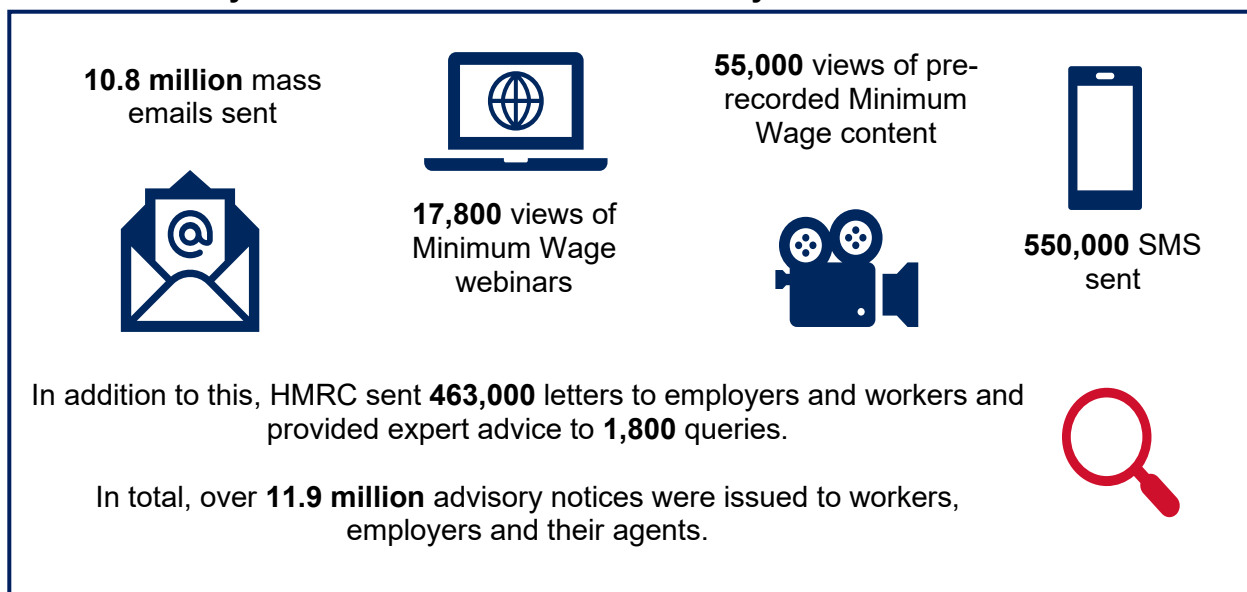 10.8 million mass
emails sent
17,800 views of
Minimum Wage
webinars
55,000 views of pre-
recorded Minimum
Wage content
550,000 SMS
sent
In addition to this, HMRC sent 463,000 letters to employers and workers and
provided expert advice to 1,800 queries.
In total, over 11.9 million advisory notices were issued to workers,
employers and their agents.